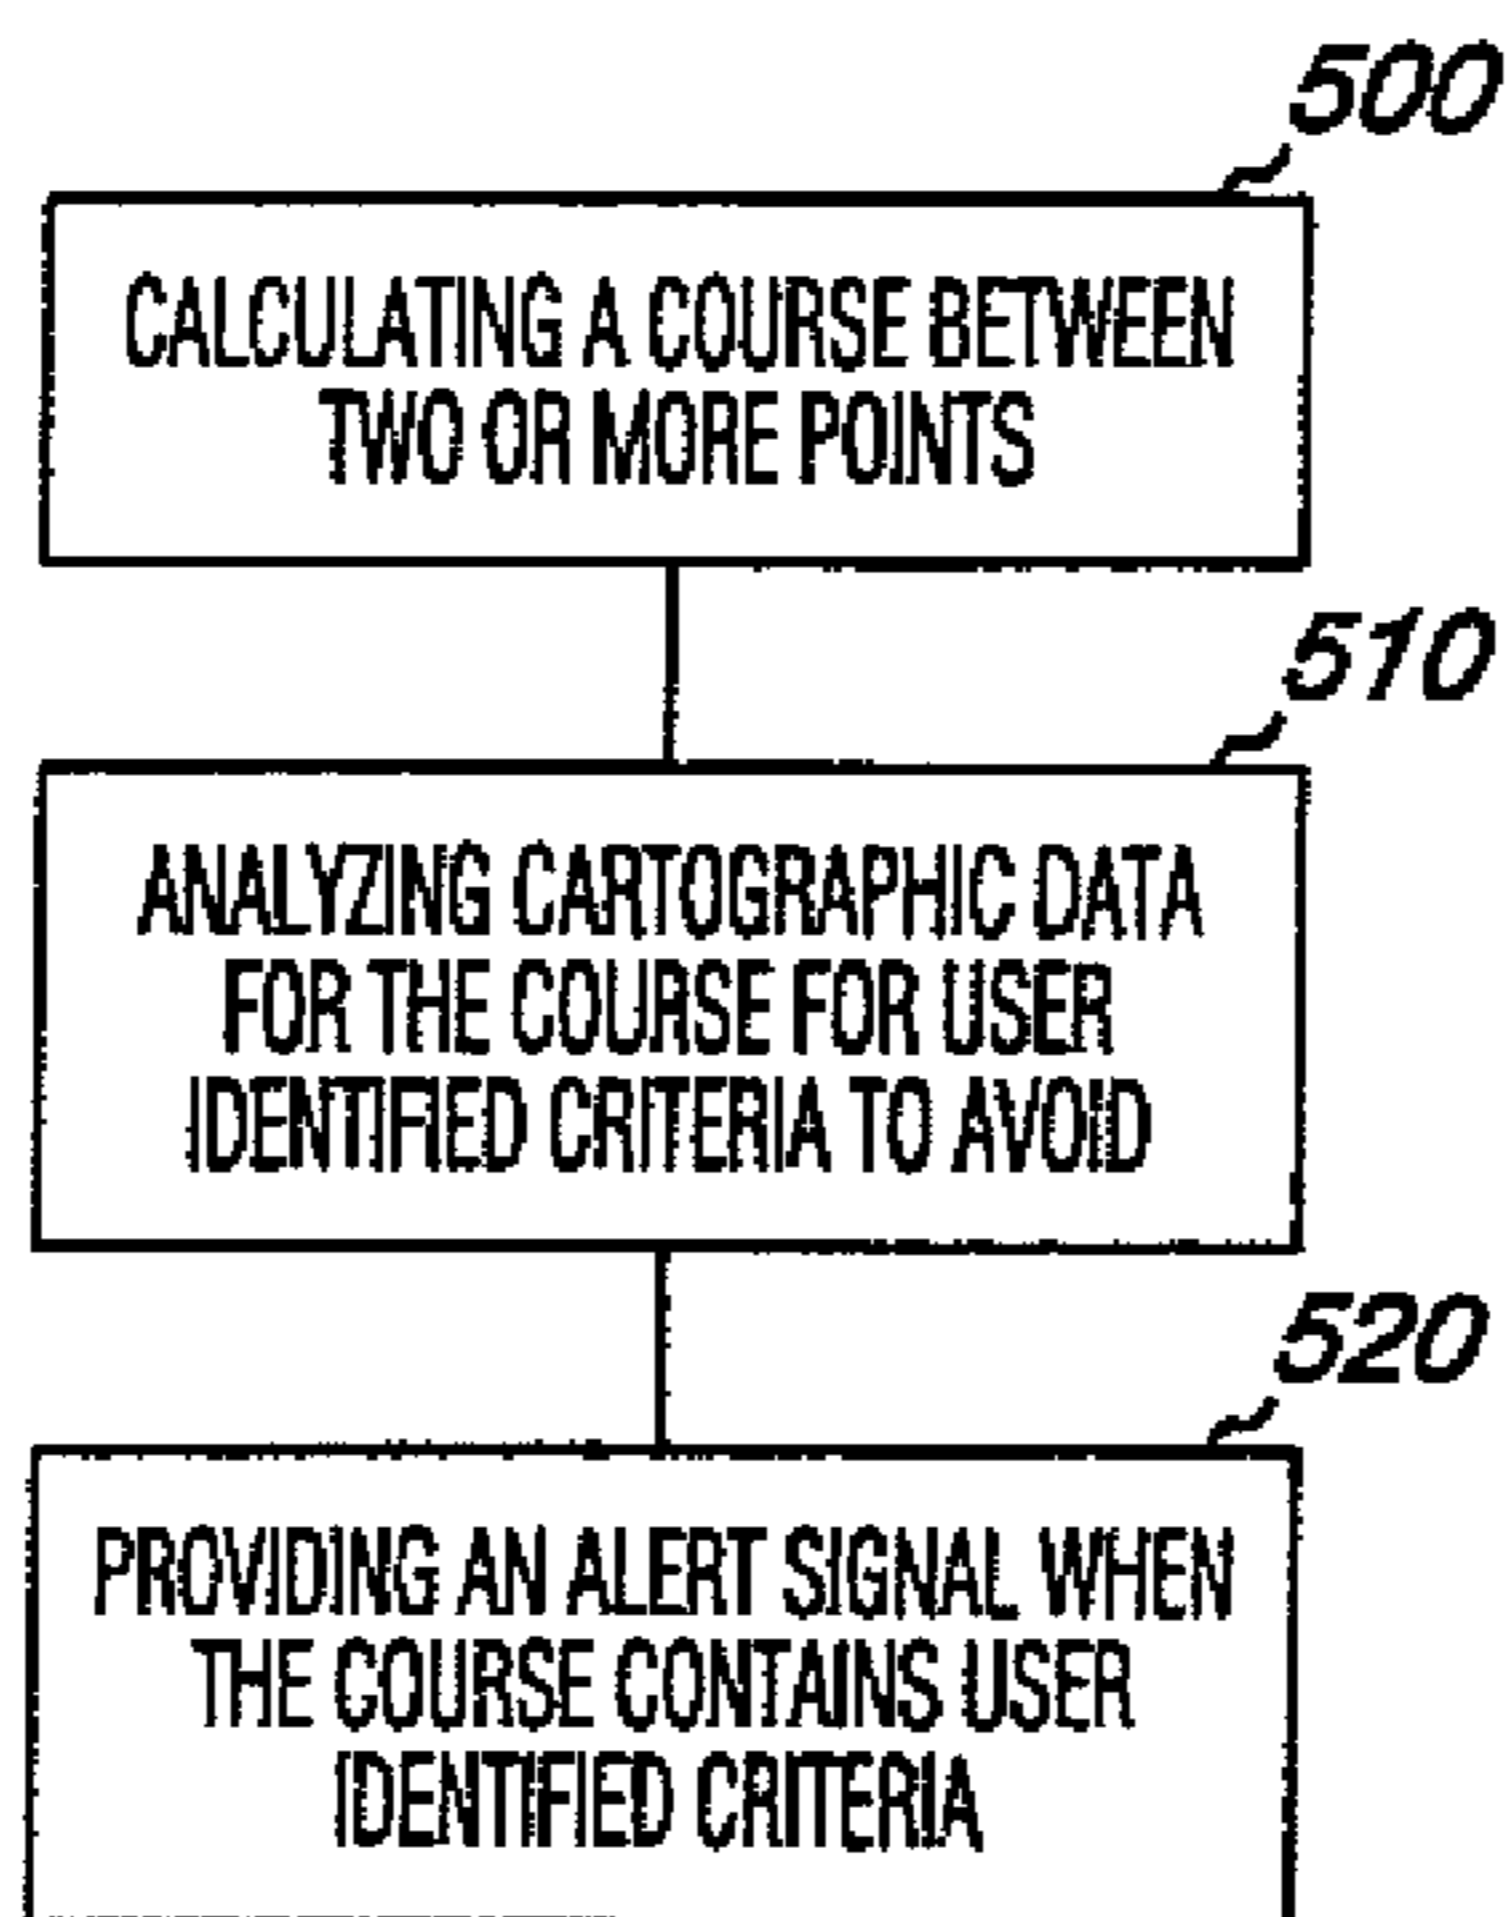 500
CALCULATING A COURSE BETWEEN
TWO OR MORE POINTS
510
ANALYZING CARTOGRAPHIC DATA
FOR THE COURSE FOR USER
IDENTIFIED CRITERIA TO AVOID
520
PROVIDING AN ALERT SIGNAL WHEN
THE COURSE CONTAINS USER
IDENTIFIED CRITERIA